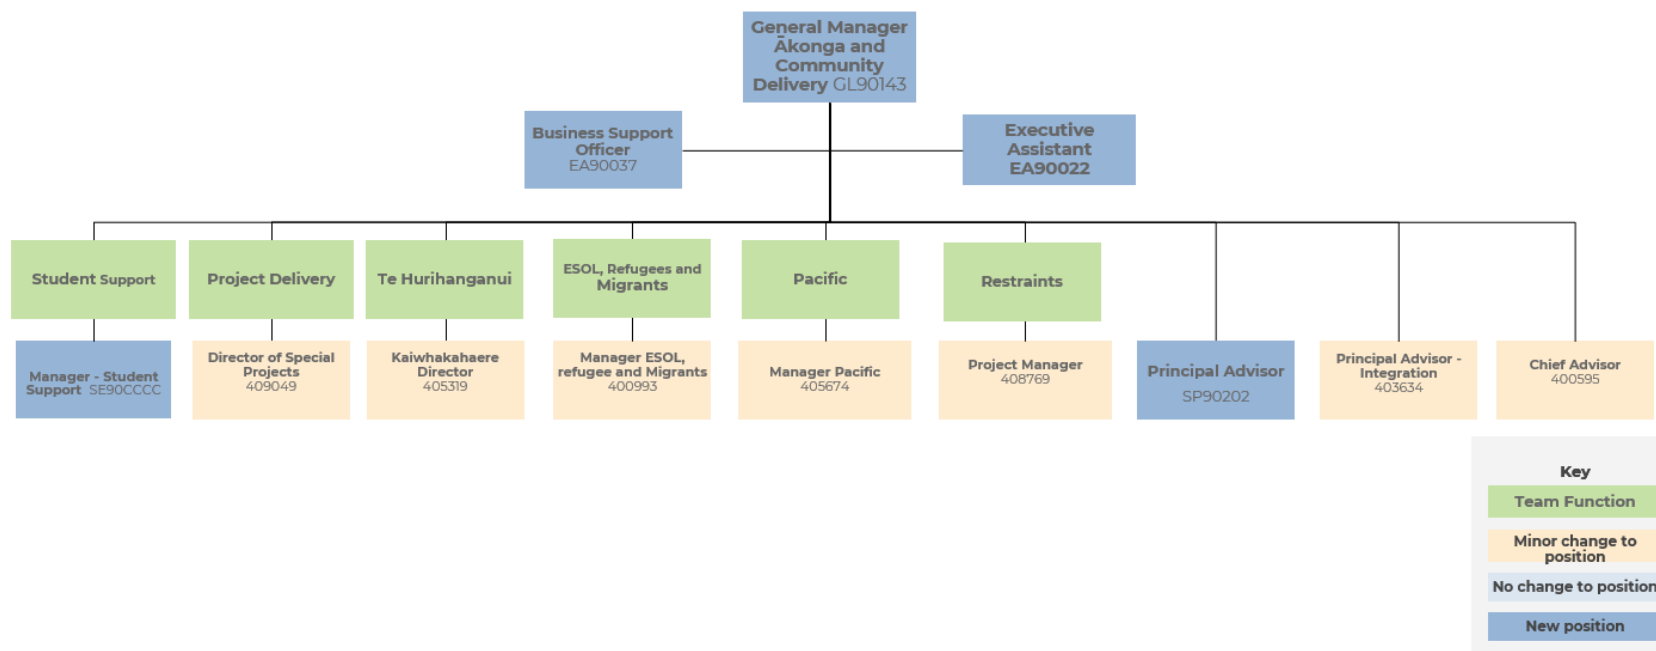 General Manager
Ākonga and
Community
Delivery GL90143
Business Support
Officer
EA90037
Executive
Assistant
EA90022
Student Support
Project Delivery
Te Hurihanganui
ESOL, Refugees and
Migrants
Pacific
Restraints
Manager - Student
Support SE90CCCC
Director of Special
Projects
409049
Kaiwhakahaere
Director
405319
Manager ESOL,
refugee and Migrants
400993
Manager Pacific
405674
Project Manager
408769
Principal Advisor
SP90202
Principal Advisor -
Integration
403634
Chief Advisor
400595
Key
Team Function
Minor change to
position
No change to position
New position